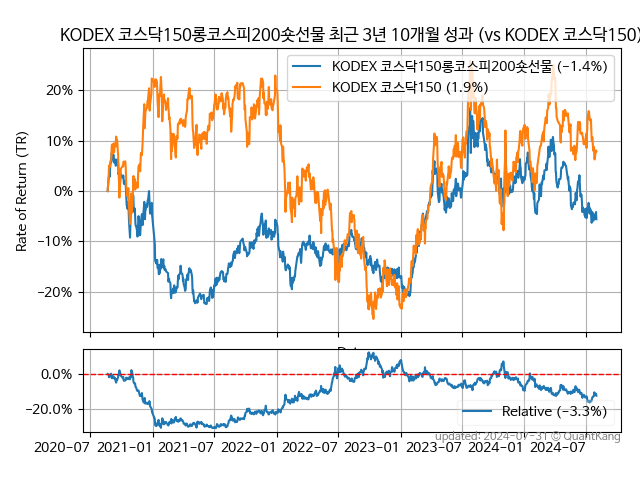 KODEX 코스닥150롱코스피200숏선물 최근 3년 10개월 성과 (vs KODEX 코스닥150)
KODEX 코스닥150롱코스피200숏선물 (−1.4%)
KODEX 코스닥150 (1.9%)
Rate of Return (TR)
20%
10%
0%
−10%
−20%
0.0%
−20.0%
Relative (−3.3%)
2020-07
2021-01
2021-07
2022-01
2022-07
2023-01
2023-07
2024-01
2024-07
updated: 2024-07-31 © QuantKang